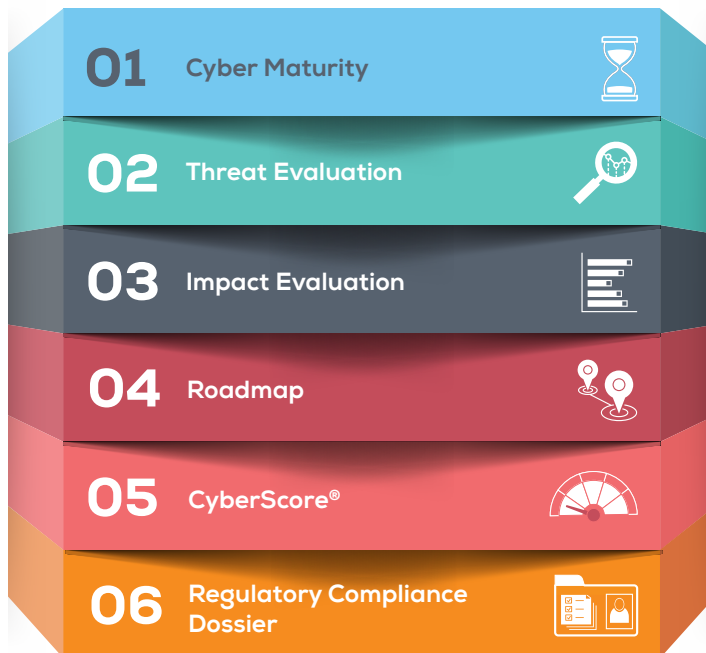 01 Cyber Maturity
02 Threat Evaluation
03 Impact Evaluation
04 Roadmap
05 CyberScore®
06 Regulatory Compliance
Dossier